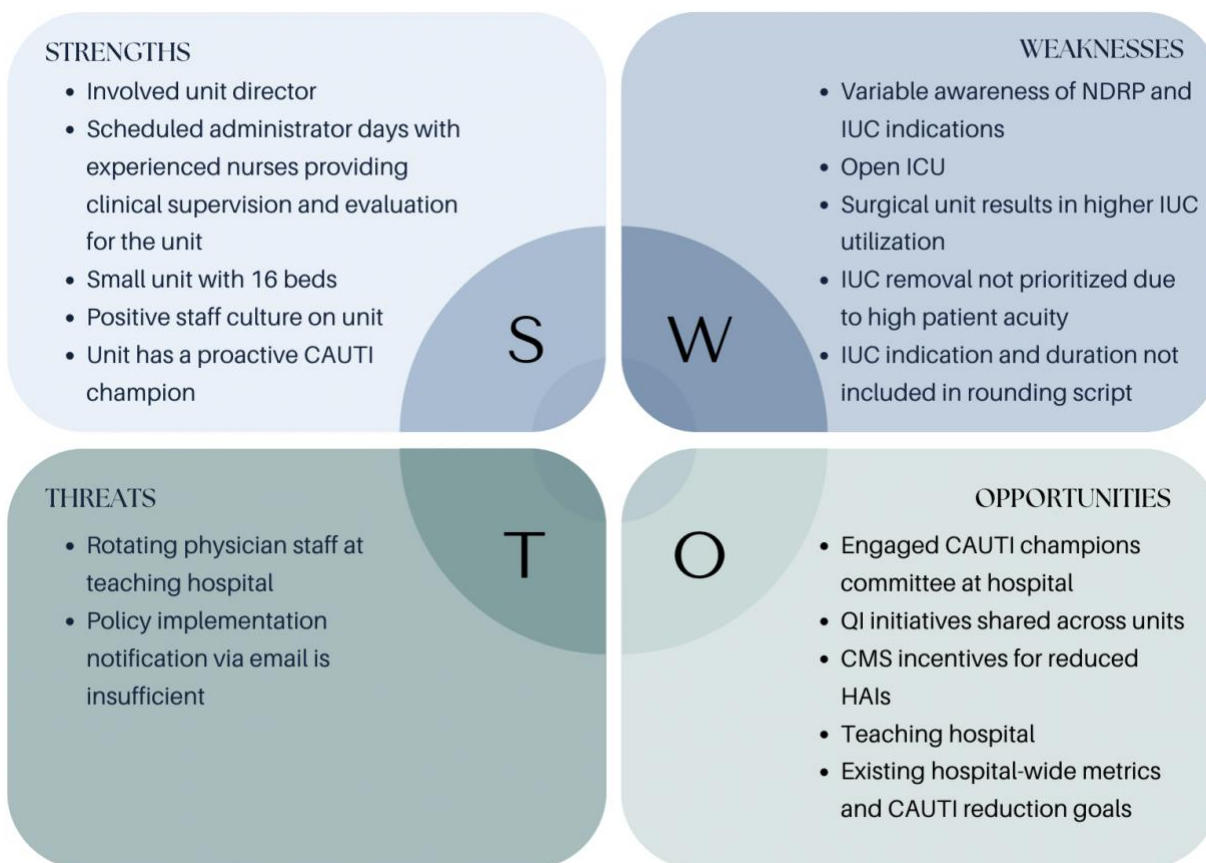 STRENGTHS
• Involved unit director
• Scheduled administrator days with
experienced nurses providing
clinical supervision and evaluation
for the unit
• Small unit with 16 beds
• Positive staff culture on unit
• Unit has a proactive CAUTI
champion
S
WEAKNESSES
• Variable awareness of NDRP and
IUC indications
• Open ICU
• Surgical unit results in higher IUC
utilization
• IUC removal not prioritized due
to high patient acuity
• IUC indication and duration not
included in rounding script
W
THREATS
• Rotating physician staff at
teaching hospital
• Policy implementation
notification via email is
insufficient
T
OPPORTUNITIES
• Engaged CAUTI champions
committee at hospital
• QI initiatives shared across units
• CMS incentives for reduced
HAIs
• Teaching hospital
• Existing hospital-wide metrics
and CAUTI reduction goals
O